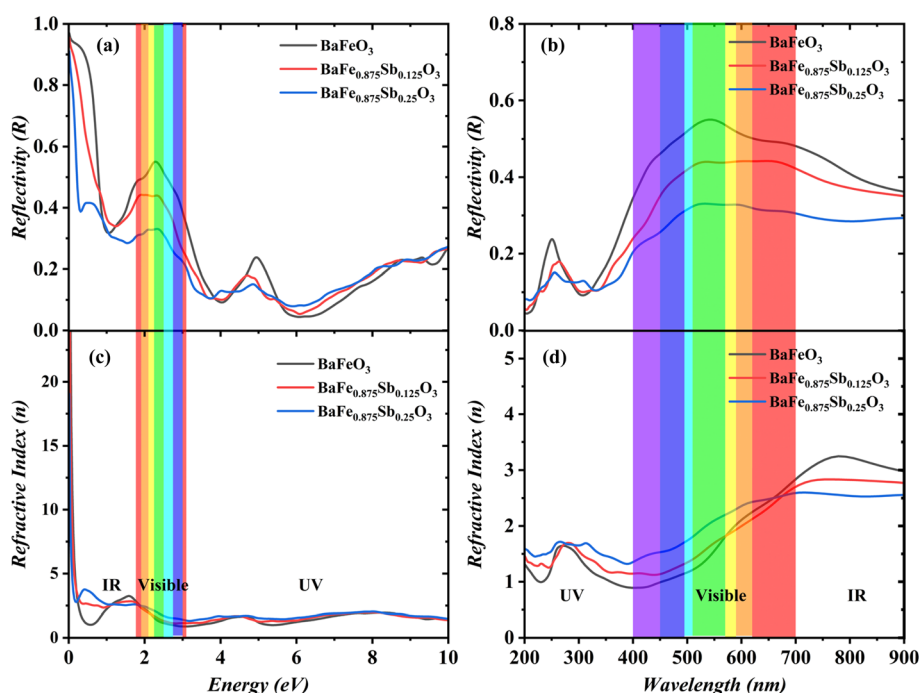 (a)
BaFeO₃
BaFe₀.₈₇₅Sb₀.₁₂₅O₃
BaFe₀.₈₇₅Sb₀.₂₅O₃
Reflectivity (R)
1.0
0.8
0.6
0.4
0.2
0.0
(b)
BaFeO₃
BaFe₀.₈₇₅Sb₀.₁₂₅O₃
BaFe₀.₈₇₅Sb₀.₂₅O₃
Reflectivity (R)
0.8
0.6
0.4
0.2
0.0
(c)
BaFeO₃
BaFe₀.₈₇₅Sb₀.₁₂₅O₃
BaFe₀.₈₇₅Sb₀.₂₅O₃
Refractive Index (n)
20
15
10
5
0
IR Visible UV
0 2 4 6 8 10
Energy (eV)
(d)
BaFeO₃
BaFe₀.₈₇₅Sb₀.₁₂₅O₃
BaFe₀.₈₇₅Sb₀.₂₅O₃
Refractive Index (n)
5
4
3
2
1
0
UV Visible IR
200 300 400 500 600 700 800 900
Wavelength (nm)